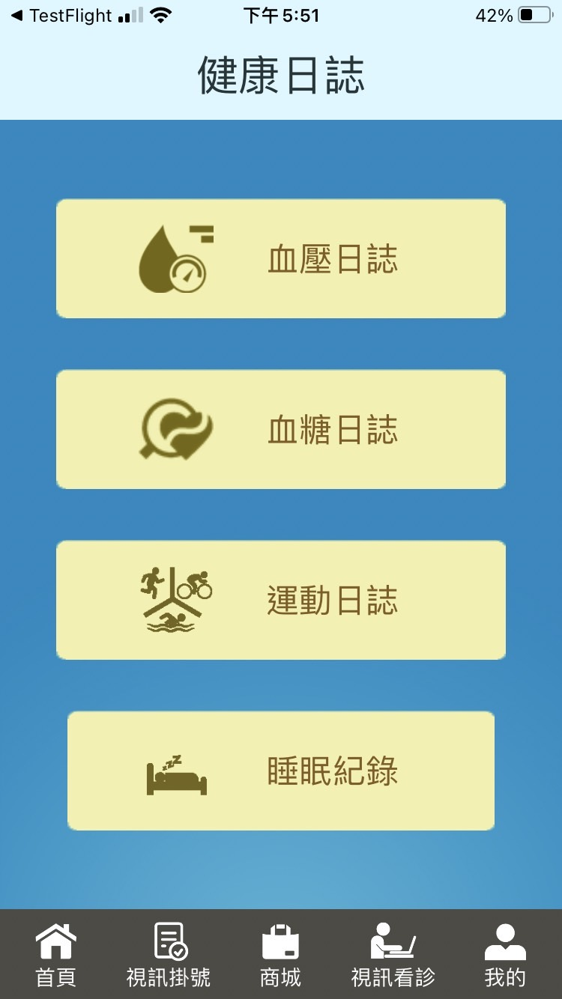 ◀ TestFlight 下午5:51 42%
健康日誌
血壓日誌
血糖日誌
運動日誌
睡眠紀錄
首頁 視訊掛號 商城 視訊看診 我的